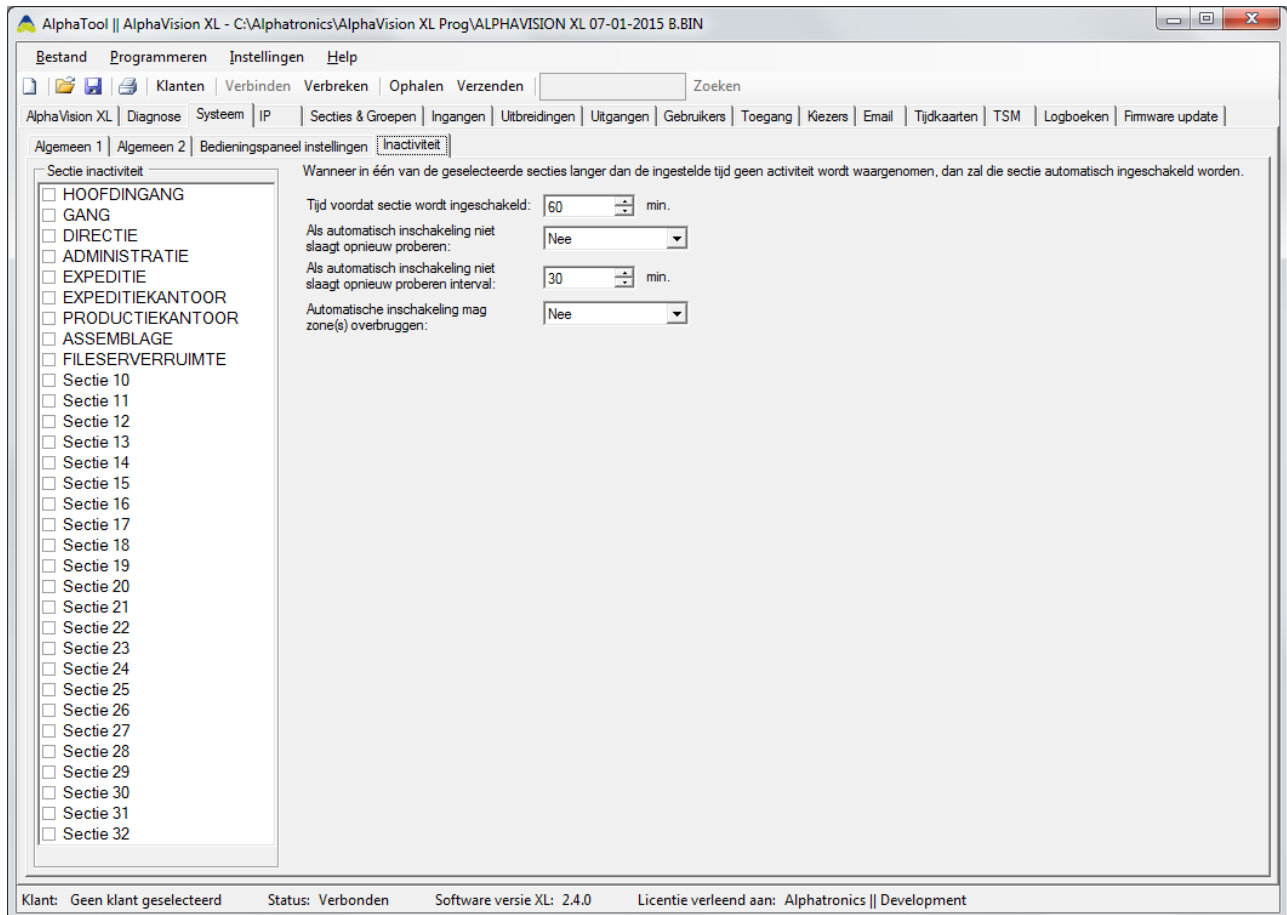 AlphaTool || AlphaVision XL - C:\Alphatronics\AlphaVision XL Prog\ALPHAVISION XL 07-01-2015 B.BIN
Bestand Programmeren Instellingen Help
Klanten Verbinden Verbreken Ophalen Verzenden Zoeken
AlphaVision XL Diagnose Systeem IP Secties & Groepen Ingangen Uitbreidingen Uitgangen Gebruikers Toegang Kiezers Email Tijdkaarten TSM Logboeken Firmware update
Algemeen 1 Algemeen 2 Bedieningspaneel instellingen Inactiviteit
Sectie inactiviteit
HOOFDINGANG
GANG
DIRECTIE
ADMINISTRATIE
EXPEDITIE
EXPEDITIEKANTOOR
PRODUCTIEKANTOOR
ASSEMBLAGE
FILESERVERRUIMTE
Sectie 10
Sectie 11
Sectie 12
Sectie 13
Sectie 14
Sectie 15
Sectie 16
Sectie 17
Sectie 18
Sectie 19
Sectie 20
Sectie 21
Sectie 22
Sectie 23
Sectie 24
Sectie 25
Sectie 26
Sectie 27
Sectie 28
Sectie 29
Sectie 30
Sectie 31
Sectie 32
Wanneer in één van de geselecteerde secties langer dan de ingestelde tijd geen activiteit wordt waargenomen, dan zal die sectie automatisch ingeschakeld worden.
Tijd voordat sectie wordt ingeschakeld: 60 min.
Als automatisch inschakeling niet
slaagt opnieuw proberen: Nee
Als automatisch inschakeling niet
slaagt opnieuw proberen interval: 30 min.
Automatische inschakeling mag
zone(s) overbruggen: Nee
Klant: Geen klant geselecteerd Status: Verbonden Software versie XL: 2.4.0 Licentie verleend aan: Alphatronics || Development